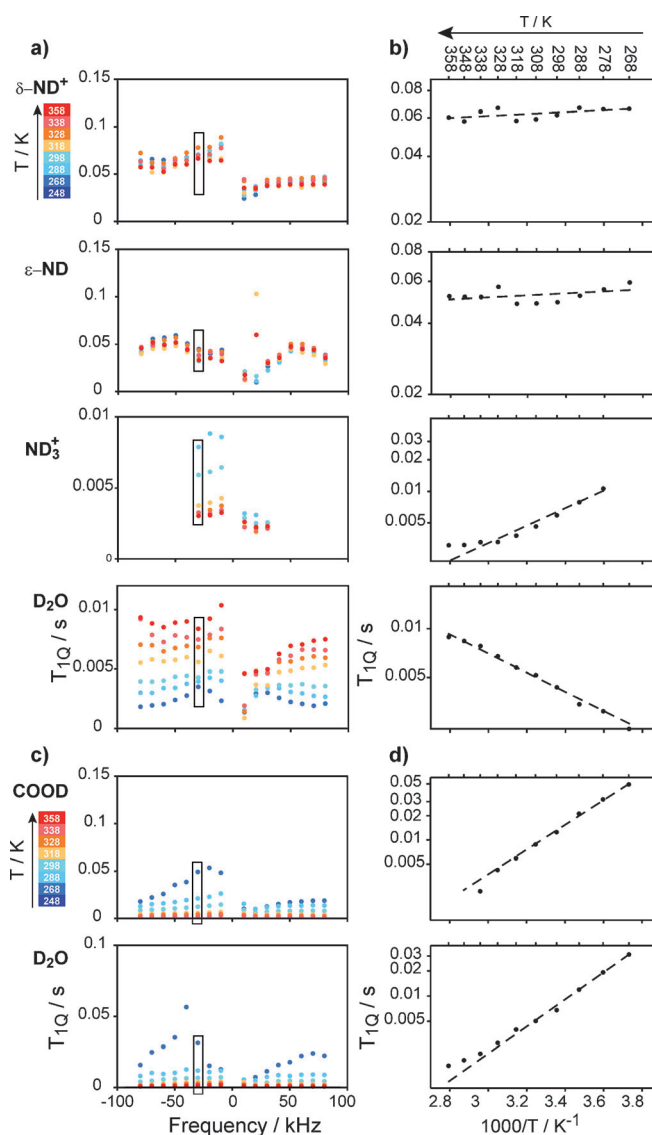 a)
b)
T / K
358 348 338 328 318 308 298 288 278 268
δ–ND+
T / K
358
338
328
318
298
288
268
248
0.15
0.1
0.05
0
0.08
0.06
0.04
0.02
ε–ND
0.15
0.1
0.05
0
0.08
0.06
0.04
0.02
ND3+
0.01
0.005
0
0.03
0.02
0.01
0.005
D2O
T1Q / s
0.01
0.005
0
T1Q / s
0.01
0.005
c)
d)
COOD
T / K
358
338
328
318
298
288
268
248
0.15
0.1
0.05
0
0.05
0.03
0.02
0.01
0.005
D2O
T1Q / s
0.1
0.05
0
T1Q / s
0.03
0.02
0.01
0.005
-100 -50 0 50 100
Frequency / kHz
2.8 3 3.2 3.4 3.6 3.8
1000/T / K-1